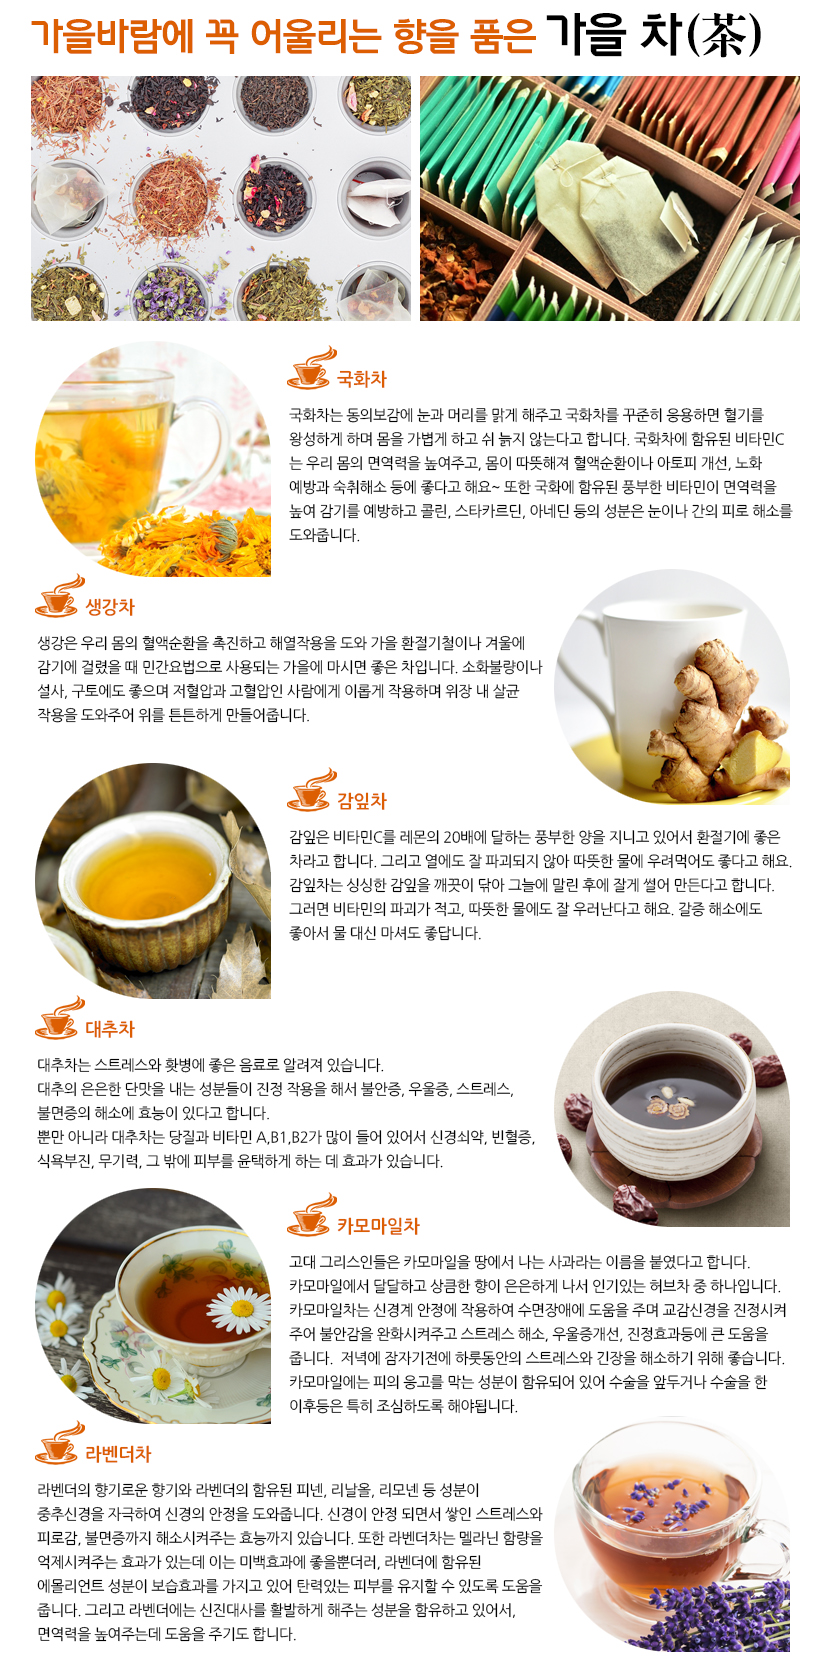 가을바람에 꼭 어울리는 향을 품은 가을 차(茶)
국화차
국화차는 동의보감에 눈과 머리를 맑게 해주고 국화차를 꾸준히 응용하면 혈기를
왕성하게 하며 몸을 가볍게 하고 쉬 늙지 않는다고 합니다. 국화차에 함유된 비타민C
는 우리 몸의 면역력을 높여주고, 몸이 따뜻해져 혈액순환이나 아토피 개선, 노화
예방과 숙취해소 등에 좋다고 해요~ 또한 국화에 함유된 풍부한 비타민이 면역력을
높여 감기를 예방하고 콜린, 스타카르딘, 아네딘 등의 성분은 눈이나 간의 피로 해소를
도와줍니다.
생강차
생강은 우리 몸의 혈액순환을 촉진하고 해열작용을 도와 가을 환절기철이나 겨울에
감기에 걸렸을 때 민간요법으로 사용되는 가을에 마시면 좋은 차입니다. 소화불량이나
설사, 구토에도 좋으며 저혈압과 고혈압인 사람에게 이롭게 작용하며 위장 내 살균
작용을 도와주어 위를 튼튼하게 만들어줍니다.
감잎차
감잎은 비타민C를 레몬의 20배에 달하는 풍부한 양을 지니고 있어서 환절기에 좋은
차라고 합니다. 그리고 열에도 잘 파괴되지 않아 따뜻한 물에 우려먹어도 좋다고 해요.
감잎차는 싱싱한 감잎을 깨끗이 닦아 그늘에 말린 후에 잘게 썰어 만든다고 합니다.
그러면 비타민의 파괴가 적고, 따뜻한 물에도 잘 우러난다고 해요. 갈증 해소에도
좋아서 물 대신 마셔도 좋답니다.
대추차
대추차는 스트레스와 홧병에 좋은 음료로 알려져 있습니다.
대추의 은은한 단맛을 내는 성분들이 진정 작용을 해서 불안증, 우울증, 스트레스,
불면증의 해소에 효능이 있다고 합니다.
뿐만 아니라 대추차는 당질과 비타민 A,B1,B2가 많이 들어 있어서 신경쇠약, 빈혈증,
식욕부진, 무기력, 그 밖에 피부를 윤택하게 하는 데 효과가 있습니다.
카모마일차
고대 그리스인들은 카모마일을 땅에서 나는 사과라는 이름을 붙였다고 합니다.
카모마일에서 달달하고 상큼한 향이 은은하게 나서 인기있는 허브차 중 하나입니다.
카모마일차는 신경계 안정에 작용하여 수면장애에 도움을 주며 교감신경을 진정시켜
주어 불안감을 완화시켜주고 스트레스 해소, 우울증개선, 진정효과등에 큰 도움을
줍니다. 저녁에 잠자기전에 하룻동안의 스트레스와 긴장을 해소하기 위해 좋습니다.
카모마일에는 피의 응고를 막는 성분이 함유되어 있어 수술을 앞두거나 수술을 한
이후등은 특히 조심하도록 해야됩니다.
라벤더차
라벤더의 향기로운 향기와 라벤더의 함유된 피넨, 리날올, 리모넨 등 성분이
중추신경을 자극하여 신경의 안정을 도와줍니다. 신경이 안정 되면서 쌓인 스트레스와
피로감, 불면증까지 해소시켜주는 효능까지 있습니다. 또한 라벤더차는 멜라닌 함량을
억제시켜주는 효과가 있는데 이는 미백효과에 좋을뿐더러, 라벤더에 함유된
에몰리언트 성분이 보습효과를 가지고 있어 탄력있는 피부를 유지할 수 있도록 도움을
줍니다. 그리고 라벤더에는 신진대사를 활발하게 해주는 성분을 함유하고 있어서,
면역력을 높여주는데 도움을 주기도 합니다.